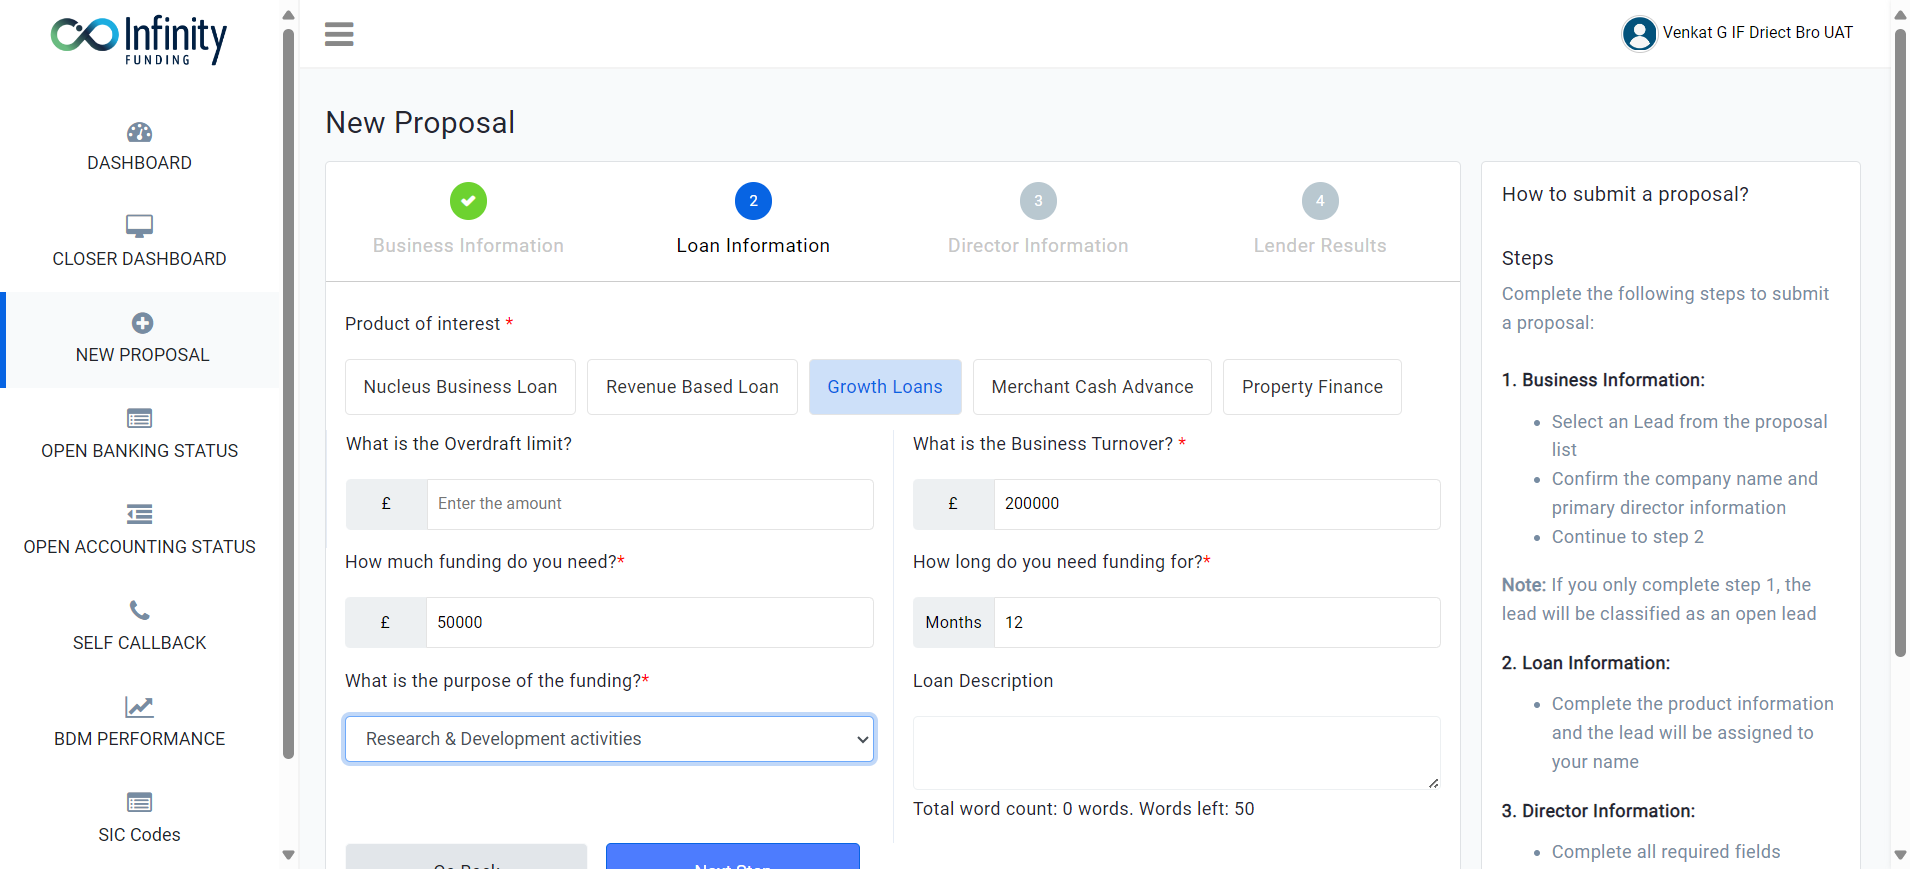 Infinity
FUNDING
DASHBOARD
CLOSER DASHBOARD
NEW PROPOSAL
OPEN BANKING STATUS
OPEN ACCOUNTING STATUS
SELF CALLBACK
BDM PERFORMANCE
SIC Codes
Venkat G IF Driect Bro UAT
New Proposal
2
3
4
Business Information
Loan Information
Director Information
Lender Results
Product of interest *
Nucleus Business Loan
Revenue Based Loan
Growth Loans
Merchant Cash Advance
Property Finance
What is the Overdraft limit?
£ Enter the amount
What is the Business Turnover? *
£ 200000
How much funding do you need?*
£ 50000
How long do you need funding for?*
Months 12
What is the purpose of the funding?*
Research & Development activities
Loan Description
Total word count: 0 words. Words left: 50
Go Back
Next Step
How to submit a proposal?
Steps
Complete the following steps to submit
a proposal:
1. Business Information:
• Select an Lead from the proposal
list
• Confirm the company name and
primary director information
• Continue to step 2
Note: If you only complete step 1, the
lead will be classified as an open lead
2. Loan Information:
• Complete the product information
and the lead will be assigned to
your name
3. Director Information:
• Complete all required fields